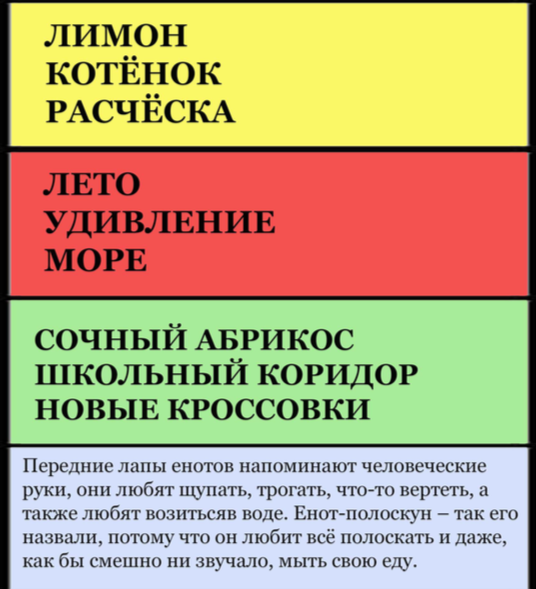 ЛИМОН
КОТЁНОК
РАСЧЁСКА
ЛЕТО
УДИВЛЕНИЕ
МОРЕ
СОЧНЫЙ АБРИКОС
ШКОЛЬНЫЙ КОРИДОР
НОВЫЕ КРОССОВКИ
Передние лапы енотов напоминают человеческие
руки, они любят щупать, трогать, что-то вертеть, а
также любят возитьсяв воде. Енот-полоскун – так его
назвали, потому что он любит всё полоскать и даже,
как бы смешно ни звучало, мыть свою еду.